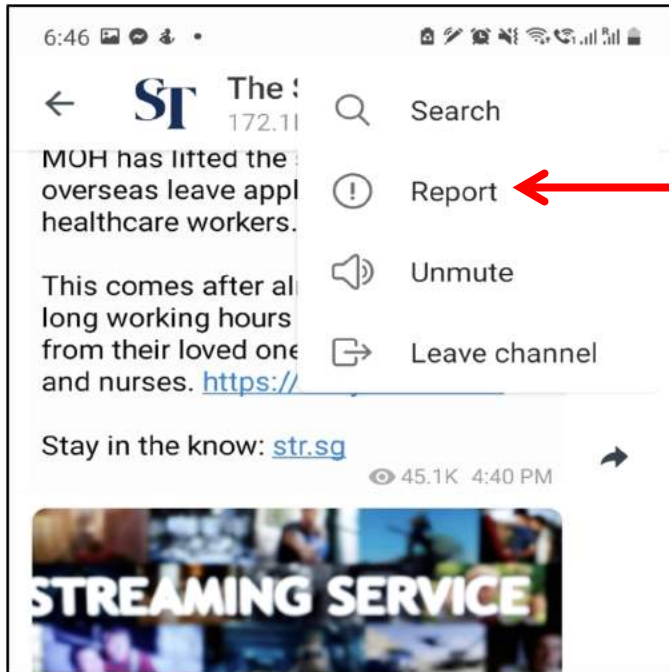 6:46
ST The
172.1
Search
Report
Unmute
Leave channel
MOH has lifted the
overseas leave appl
healthcare workers.
This comes after al
long working hours
from their loved one
and nurses. https://
Stay in the know: str.sg
45.1K 4:40 PM
STREAMING SERVICE